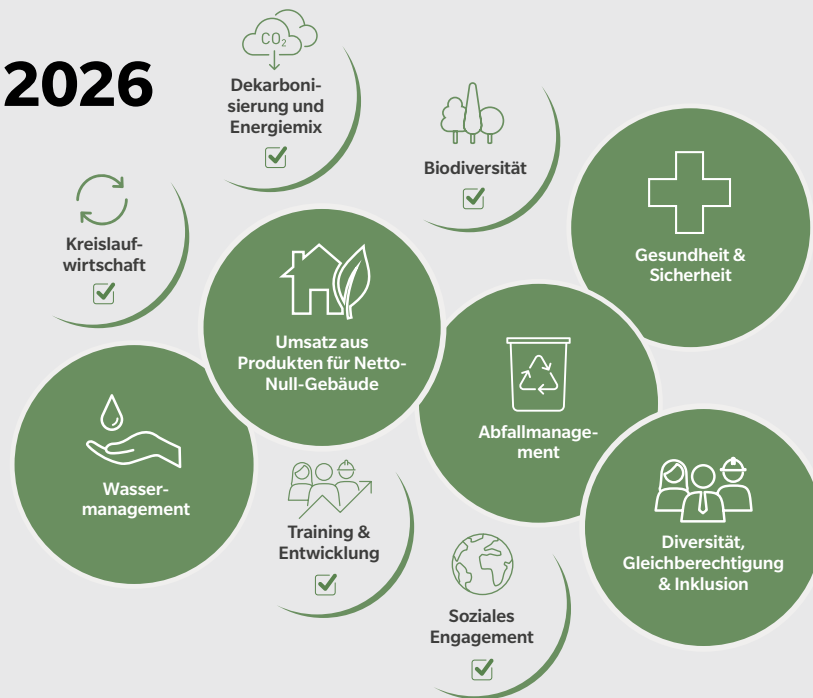 2026
CO₂
Dekarboni-
sierung und
Energiemix
Biodiversität
Kreislauf-
wirtschaft
Gesundheit &
Sicherheit
Umsatz aus
Produkten für Netto-
Null-Gebäude
Abfallmanage-
ment
Wasser-
management
Training &
Entwicklung
Diversität,
Gleichberechtigung
& Inklusion
Soziales
Engagement